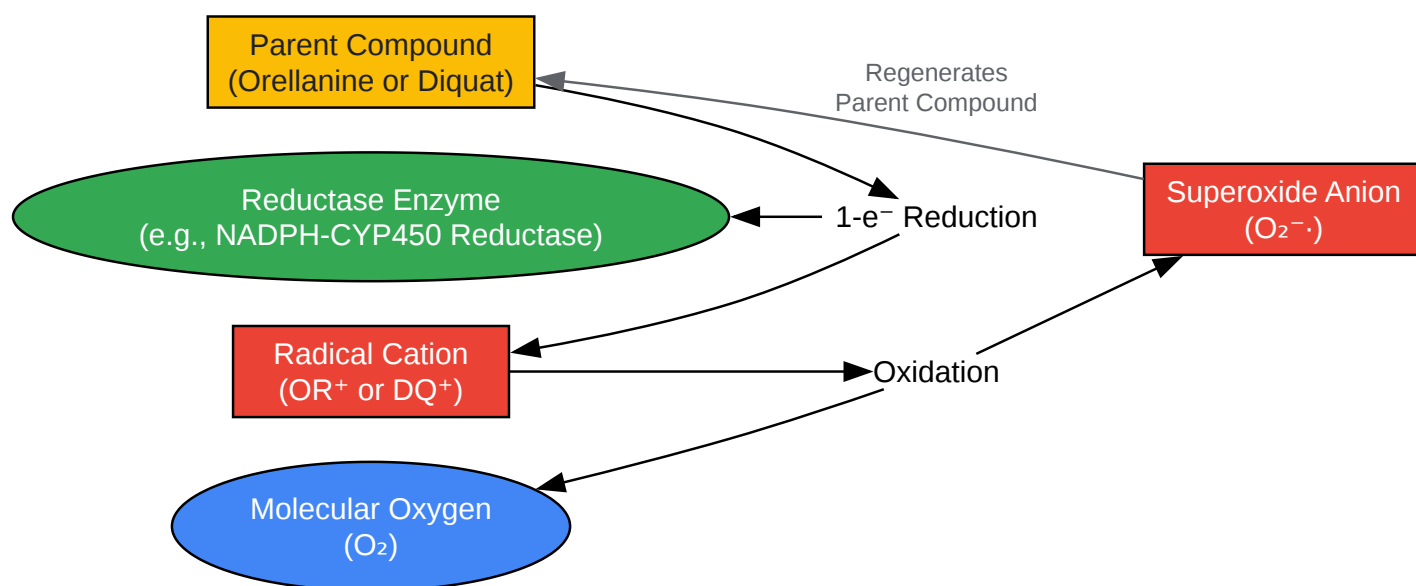 Parent Compound
(Orellanine or Diquat)
Regenerates
Parent Compound
Reductase Enzyme
(e.g., NADPH-CYP450 Reductase)
1-e⁻ Reduction
Superoxide Anion
(O₂⁻·)
Radical Cation
(OR⁺ or DQ⁺)
Oxidation
Molecular Oxygen
(O₂)